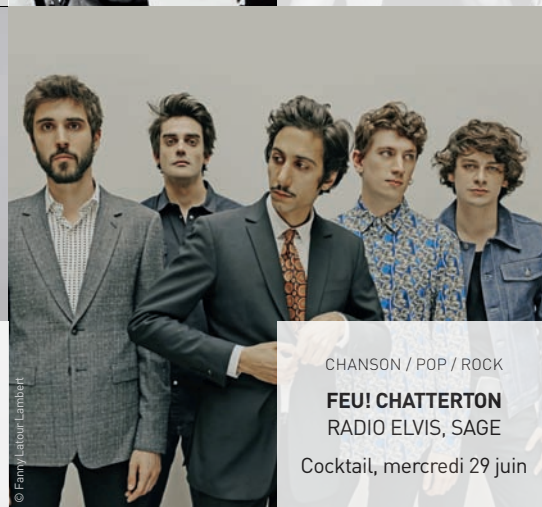 CHANSON / POP / ROCK
FEU! CHATTERTON
RADIO ELVIS, SAGE
Cocktail, mercredi 29 juin
© Fanny Latour Lambert